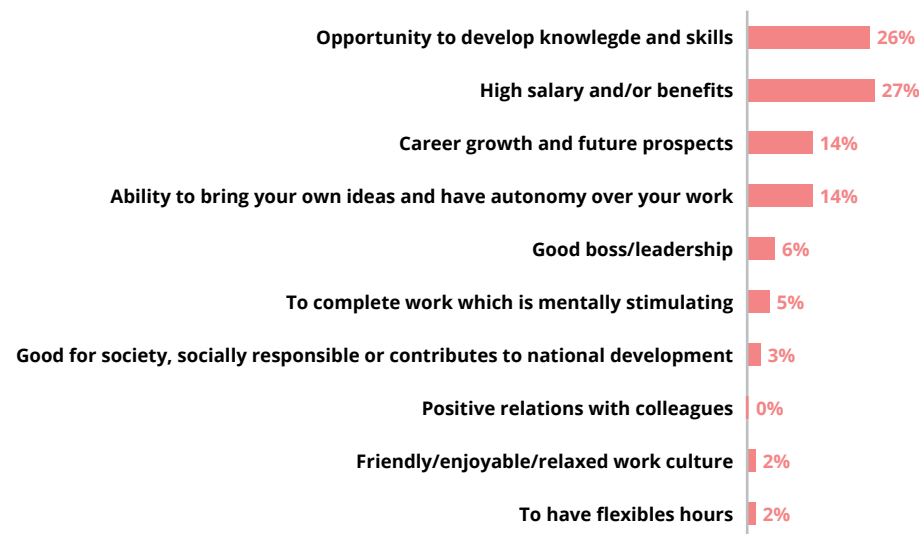 Opportunity to develop knowlegde and skills 26%
High salary and/or benefits 27%
Career growth and future prospects 14%
Ability to bring your own ideas and have autonomy over your work 14%
Good boss/leadership 6%
To complete work which is mentally stimulating 5%
Good for society, socially responsible or contributes to national development 3%
Positive relations with colleagues 0%
Friendly/enjoyable/relaxed work culture 2%
To have flexibles hours 2%